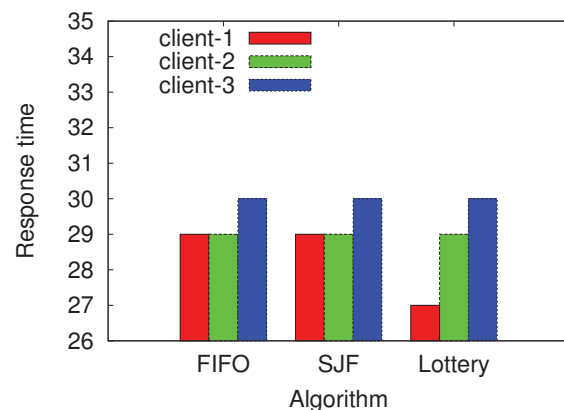 35
34
33
32
31
30
29
28
27
26
Response time
client-1
client-2
client-3
FIFO SJF Lottery
Algorithm